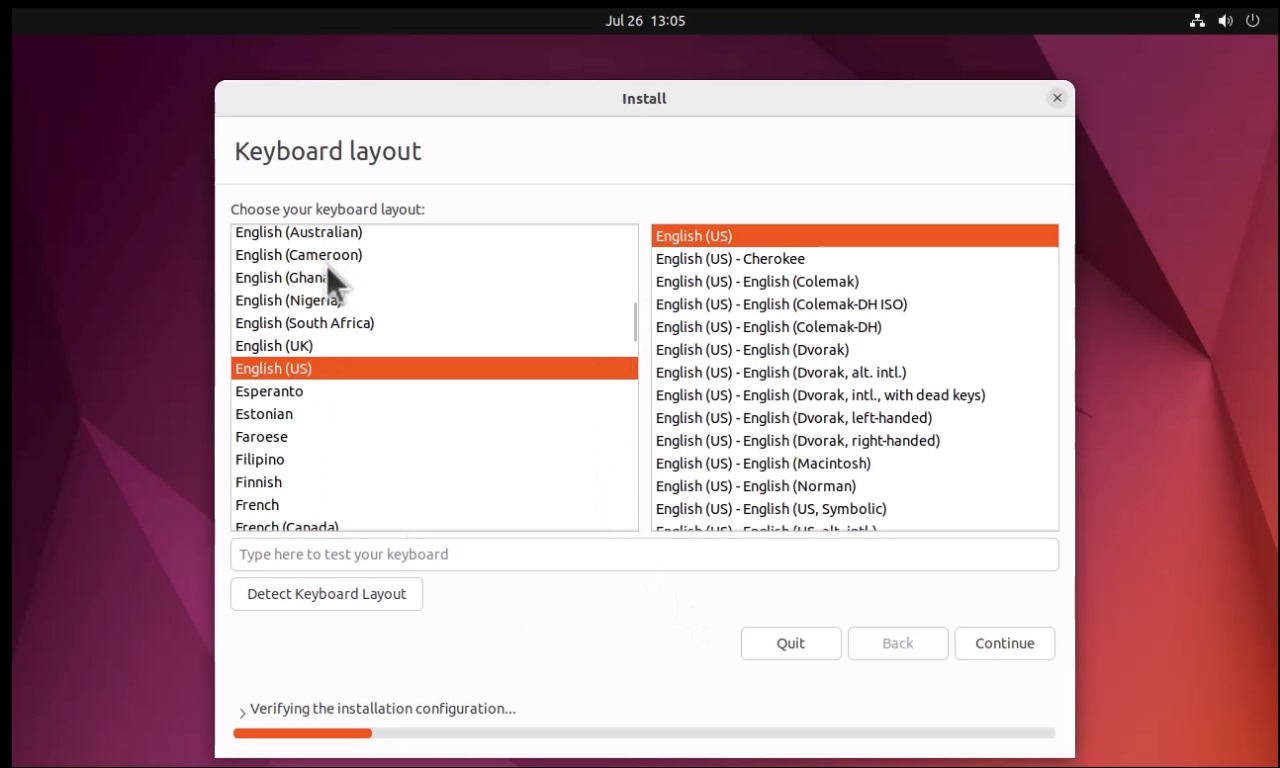 Jul 26 13:05
Install
Keyboard layout
Choose your keyboard layout:
English (Australian)
English (Cameroon)
English (Ghana
English (Nigeria)
English (South Africa)
English (UK)
English (US)
Esperanto
Estonian
Faroese
Filipino
Finnish
French
French (Canada)
English (US)
English (US) - Cherokee
English (US) - English (Colemak)
English (US) - English (Colemak-DH ISO)
English (US) - English (Colemak-DH)
English (US) - English (Dvorak)
English (US) - English (Dvorak, alt. intl.)
English (US) - English (Dvorak, intl., with dead keys)
English (US) - English (Dvorak, left-handed)
English (US) - English (Dvorak, right-handed)
English (US) - English (Macintosh)
English (US) - English (Norman)
English (US) - English (US, Symbolic)
English (US) - English (US, alt. intl.)
Type here to test your keyboard
Detect Keyboard Layout
Quit Back Continue
Verifying the installation configuration...